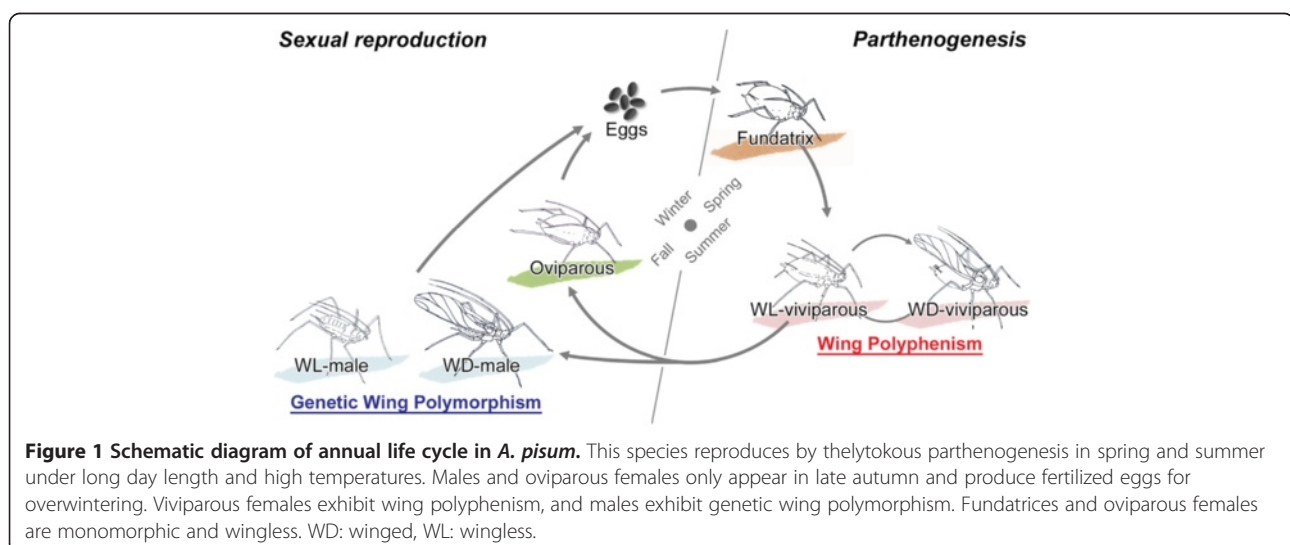 Sexual reproduction
Parthenogenesis
Eggs
Fundatrix
Winter
Spring
Fall
Summer
Oviparous
WL-viviparous
WD-viviparous
Wing Polyphenism
WL-male
WD-male
Genetic Wing Polymorphism
Figure 1 Schematic diagram of annual life cycle in A. pisum. This species reproduces by thelytokous parthenogenesis in spring and summer
under long day length and high temperatures. Males and oviparous females only appear in late autumn and produce fertilized eggs for
overwintering. Viviparous females exhibit wing polyphenism, and males exhibit genetic wing polymorphism. Fundatrices and oviparous females
are monomorphic and wingless. WD: winged, WL: wingless.